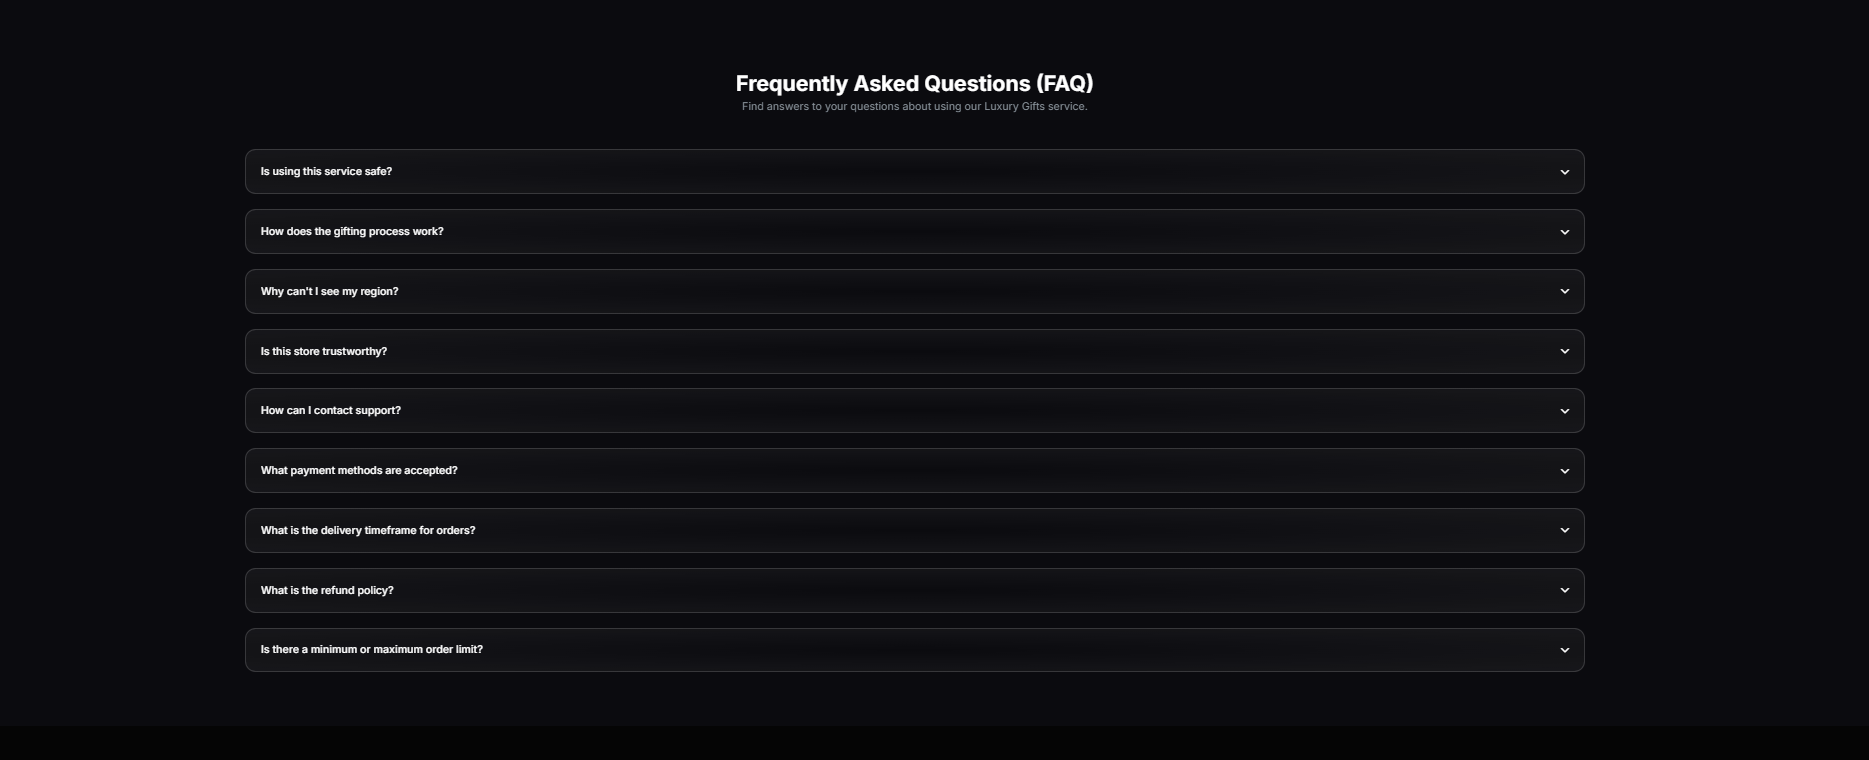 Frequently Asked Questions (FAQ)
Find answers to your questions about using our Luxury Gifts service.
Is using this service safe?
How does the gifting process work?
Why can't I see my region?
Is this store trustworthy?
How can I contact support?
What payment methods are accepted?
What is the delivery timeframe for orders?
What is the refund policy?
Is there a minimum or maximum order limit?